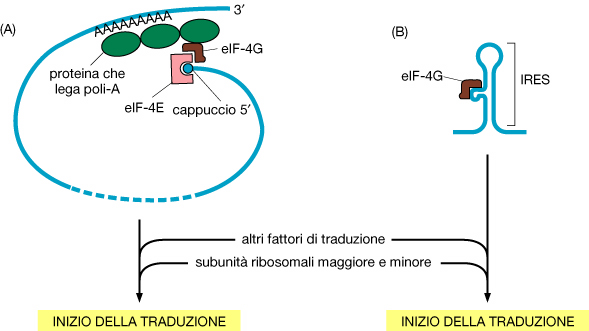 (A)
3′
AAAAAAAA
eIF-4G
proteina che
lega poli-A
eIF-4E
cappuccio 5′
(B)
eIF-4G
IRES
altri fattori di traduzione
subunità ribosomali maggiore e minore
INIZIO DELLA TRADUZIONE
INIZIO DELLA TRADUZIONE